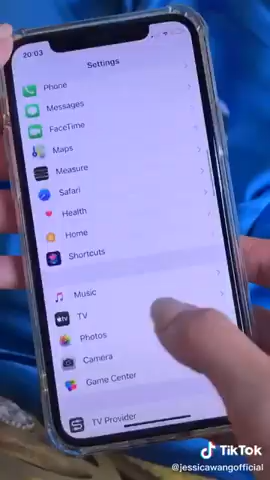 20:03
Settings
Phone
Messages
FaceTime
Maps
Measure
Safari
Health
Home
Shortcuts
Music
tv
TV
Photos
Camera
Game Center
TV Provider
TikTok
@jessicawangofficial